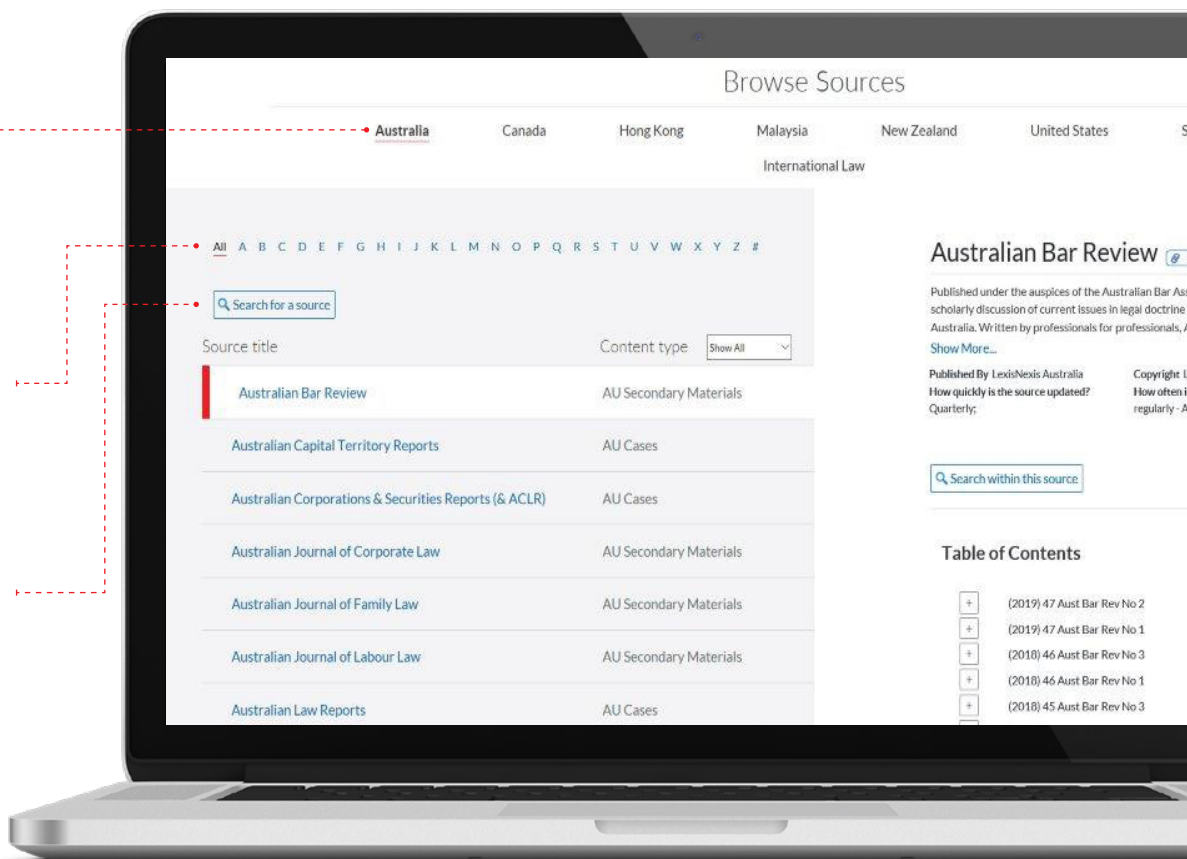 Browse Sources
Australia Canada Hong Kong Malaysia New Zealand United States S
International Law
All A B C D E F G H I J K L M N O P Q R S T U V W X Y Z #
Search for a source
Source title Content type Show All
Australian Bar Review AU Secondary Materials
Australian Capital Territory Reports AU Cases
Australian Corporations & Securities Reports (& ACLR) AU Cases
Australian Journal of Corporate Law AU Secondary Materials
Australian Journal of Family Law AU Secondary Materials
Australian Journal of Labour Law AU Secondary Materials
Australian Law Reports AU Cases
Australian Bar Review
Published under the auspices of the Australian Bar Ass
scholarly discussion of current issues in legal doctrine
Australia. Written by professionals for professionals, A
Show More...
Published By LexisNexis Australia Copyright L
How quickly is the source updated? How often i
Quarterly; regularly - A
Search within this source
Table of Contents
+ (2019) 47 Aust Bar Rev No 2
+ (2019) 47 Aust Bar Rev No 1
+ (2018) 46 Aust Bar Rev No 3
+ (2018) 46 Aust Bar Rev No 1
+ (2018) 45 Aust Bar Rev No 3